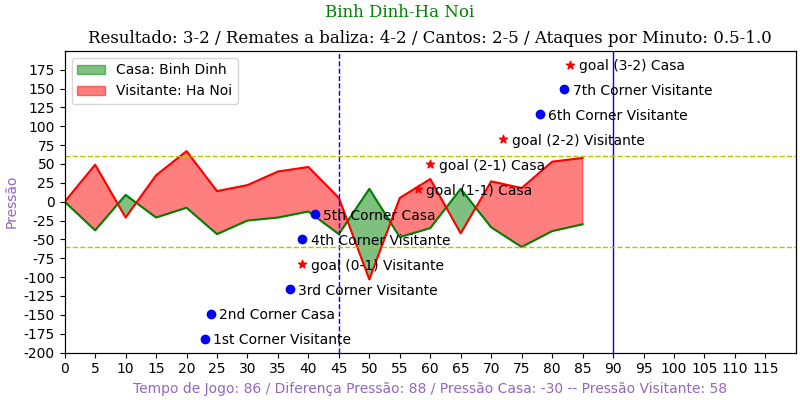 Binh Dinh-Ha Noi
Resultado: 3-2 / Remates a baliza: 4-2 / Cantos: 2-5 / Ataques por Minuto: 0.5-1.0
Casa: Binh Dinh
Visitante: Ha Noi
goal (3-2) Casa
7th Corner Visitante
6th Corner Visitante
goal (2-2) Visitante
goal (2-1) Casa
goal (1-1) Casa
5th Corner Casa
4th Corner Visitante
goal (0-1) Visitante
3rd Corner Visitante
2nd Corner Casa
1st Corner Visitante
Pressão
175
150
125
100
75
50
25
0
-25
-50
-75
-100
-125
-150
-175
-200
0 5 10 15 20 25 30 35 40 45 50 55 60 65 70 75 80 85 90 95 100 105 110 115
Tempo de Jogo: 86 / Diferença Pressão: 88 / Pressão Casa: -30 -- Pressão Visitante: 58